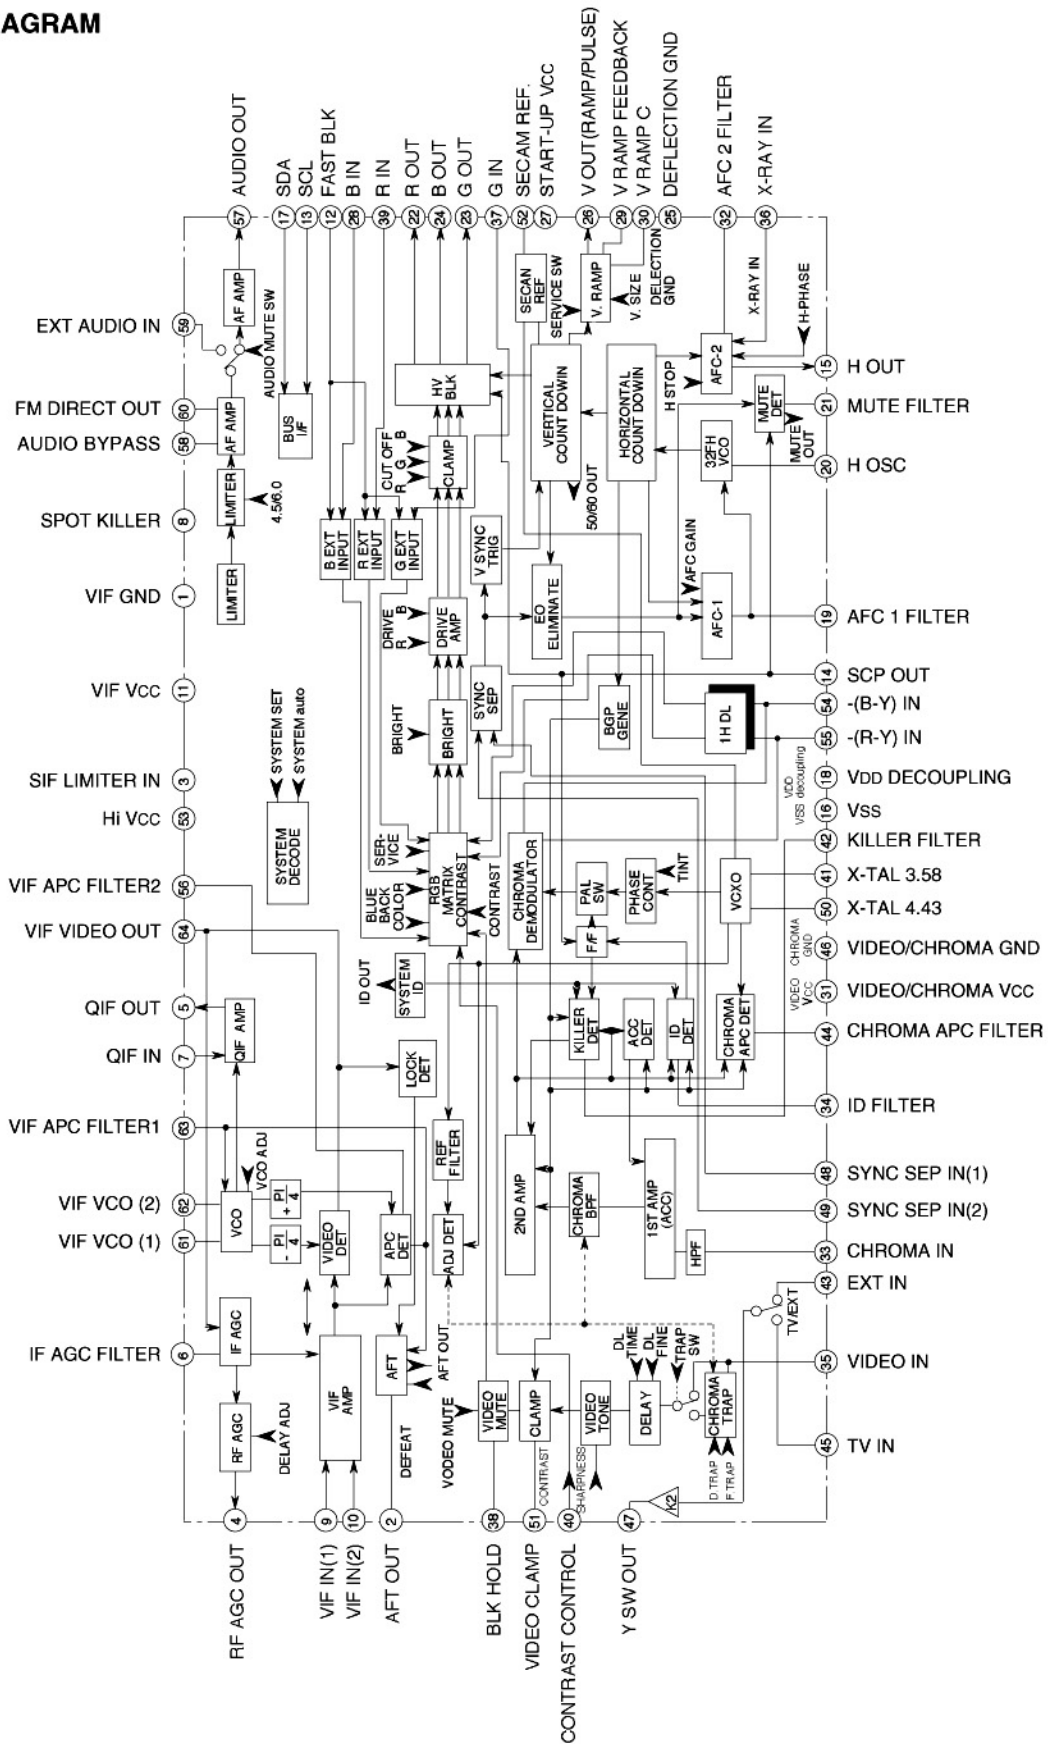 AGRAM
AUDIO OUT
SDA
SCL
FAST BLK
B IN
R IN
R OUT
B OUT
G OUT
G IN
SECAM REF.
START-UP VCC
V OUT(RAMP/PULSE)
V RAMP FEEDBACK
V RAMP C
DEFLECTION GND
AFC 2 FILTER
X-RAY IN
57
17
13
12
28
39
22
24
23
37
52
27
26
29
30
25
32
36
EXT AUDIO IN
59
FM DIRECT OUT
60
AUDIO BYPASS
58
SPOT KILLER
8
VIF GND
1
VIF VCC
11
SIF LIMITER IN
3
Hi VCC
53
VIF APC FILTER2
56
VIF VIDEO OUT
64
QIF OUT
5
QIF IN
7
VIF APC FILTER1
63
VIF VCO (2)
62
VIF VCO (1)
61
IF AGC FILTER
6
AF AMP
AUDIO MUTE SW
AF AMP
LIMITER
4.5/6.0
LIMITER
BUS
I/F
SECAN
REF
SERVICE SW
V. RAMP
V. SIZE
DELECTION
GND
X-RAY IN
H-PHASE
AFC-2
H STOP
HV
BLK
VERTICAL
COUNT DOWN
HORIZONTAL
COUNT DOWN
MUTE
DET
MUTE
OUT
32FH
VCO
50/60 OUT
CUT OFF
R G B
CLAMP
B EXT
INPUT
R EXT
INPUT
G EXT
INPUT
V SYNC
TRIG
EO
ELIMINATE
AFC GAIN
AFC-1
DRIVE
R B
DRIVE
AMP
SYNC
SEP
BRIGHT
BRIGHT
BGP
GENE
1H DL
SYSTEM SET
SYSTEM auto
SYSTEM
DECODE
SER-
VICE
BLUE
BACK
COLOR
RGB
MATRIX
CONTRAST
CONTRAST
CHROMA
DEMODULATOR
PAL
SW
PHASE
CONT
TINT
VCXO
F/F
ID OUT
SYSTEM
ID
KILLER
DET
ACC
DET
ID
DET
CHROMA
APC DET
QIF AMP
LOCK
DET
VCO ADJ
VCO
PI
+ 4
PI
- 4
VIDEO
DET
APC
DET
REF
FILTER
ADJ DET
2ND AMP
CHROMA
BPF
1ST AMP
(ACC)
HPF
IF AGC
RF AGC
DELAY ADJ
VIF
AMP
AFT
AFT OUT
DEFEAT
VODEO MUTE
VIDEO
MUTE
CLAMP
CONTRAST
VIDEO
TONE
SHARPNESS
DL
TIME
DL
FINE
TRAP
SW
DELAY
CHROMA
TRAP
D.TRAP
F.TRAP
TV/EXT
K2
15
H OUT
21
MUTE FILTER
20
H OSC
19
AFC 1 FILTER
14
SCP OUT
54
-(B-Y) IN
55
-(R-Y) IN
VDD
VSS decoupling
18
VDD DECOUPLING
16
VSS
42
KILLER FILTER
41
X-TAL 3.58
50
X-TAL 4.43
CHROMA
GND
46
VIDEO/CHROMA GND
VIDEO
VCC
31
VIDEO/CHROMA VCC
44
CHROMA APC FILTER
34
ID FILTER
48
SYNC SEP IN(1)
49
SYNC SEP IN(2)
33
CHROMA IN
43
EXT IN
35
VIDEO IN
45
TV IN
4
9
10
2
38
51
40
47
RF AGC OUT
VIF IN(1)
VIF IN(2)
AFT OUT
BLK HOLD
VIDEO CLAMP
CONTRAST CONTROL
Y SW OUT